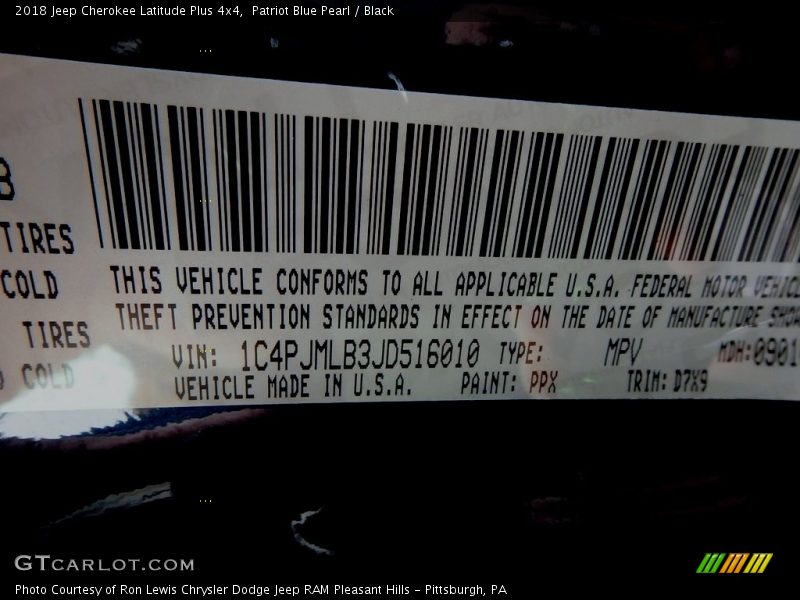 2018 Jeep Cherokee Latitude Plus 4x4,  Patriot Blue Pearl / Black
B
TIRES
COLD
TIRES
COLD
THIS VEHICLE CONFORMS TO ALL APPLICABLE U.S.A. FEDERAL MOTOR VEHICLE
THEFT PREVENTION STANDARDS IN EFFECT ON THE DATE OF MANUFACTURE
VIN: 1C4PJMLB3JD516010 TYPE: MPV MDH:0901
VEHICLE MADE IN U.S.A. PAINT: PPX TRIM: D7X9
GTCARLOT.COM
Photo Courtesy of Ron Lewis Chrysler Dodge Jeep RAM Pleasant Hills - Pittsburgh, PA